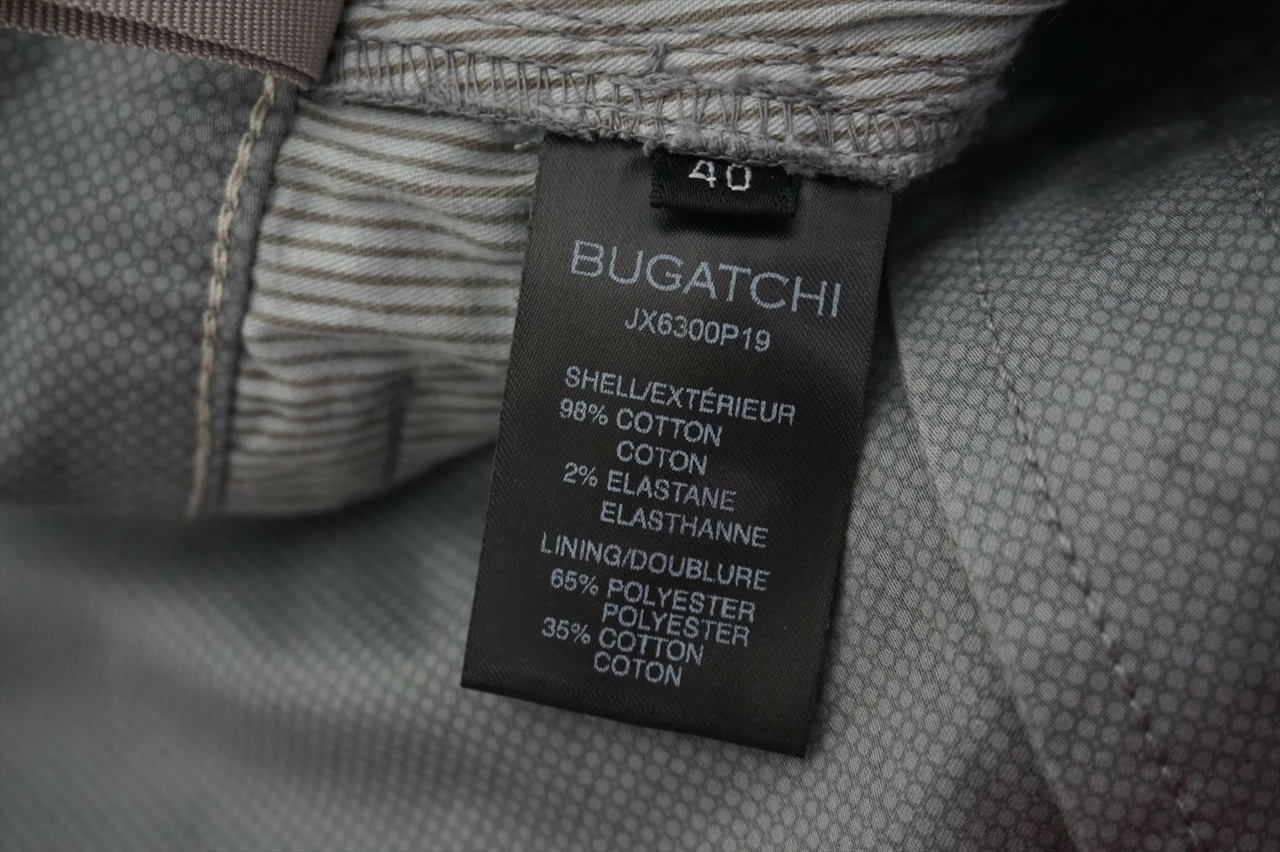 40
BUGATCHI
JX6300P19
SHELL/EXTÉRIEUR
98% COTTON
COTON
2% ELASTANE
ELASTHANNE
LINING/DOUBLURE
65% POLYESTER
POLYESTER
35% COTTON
COTON